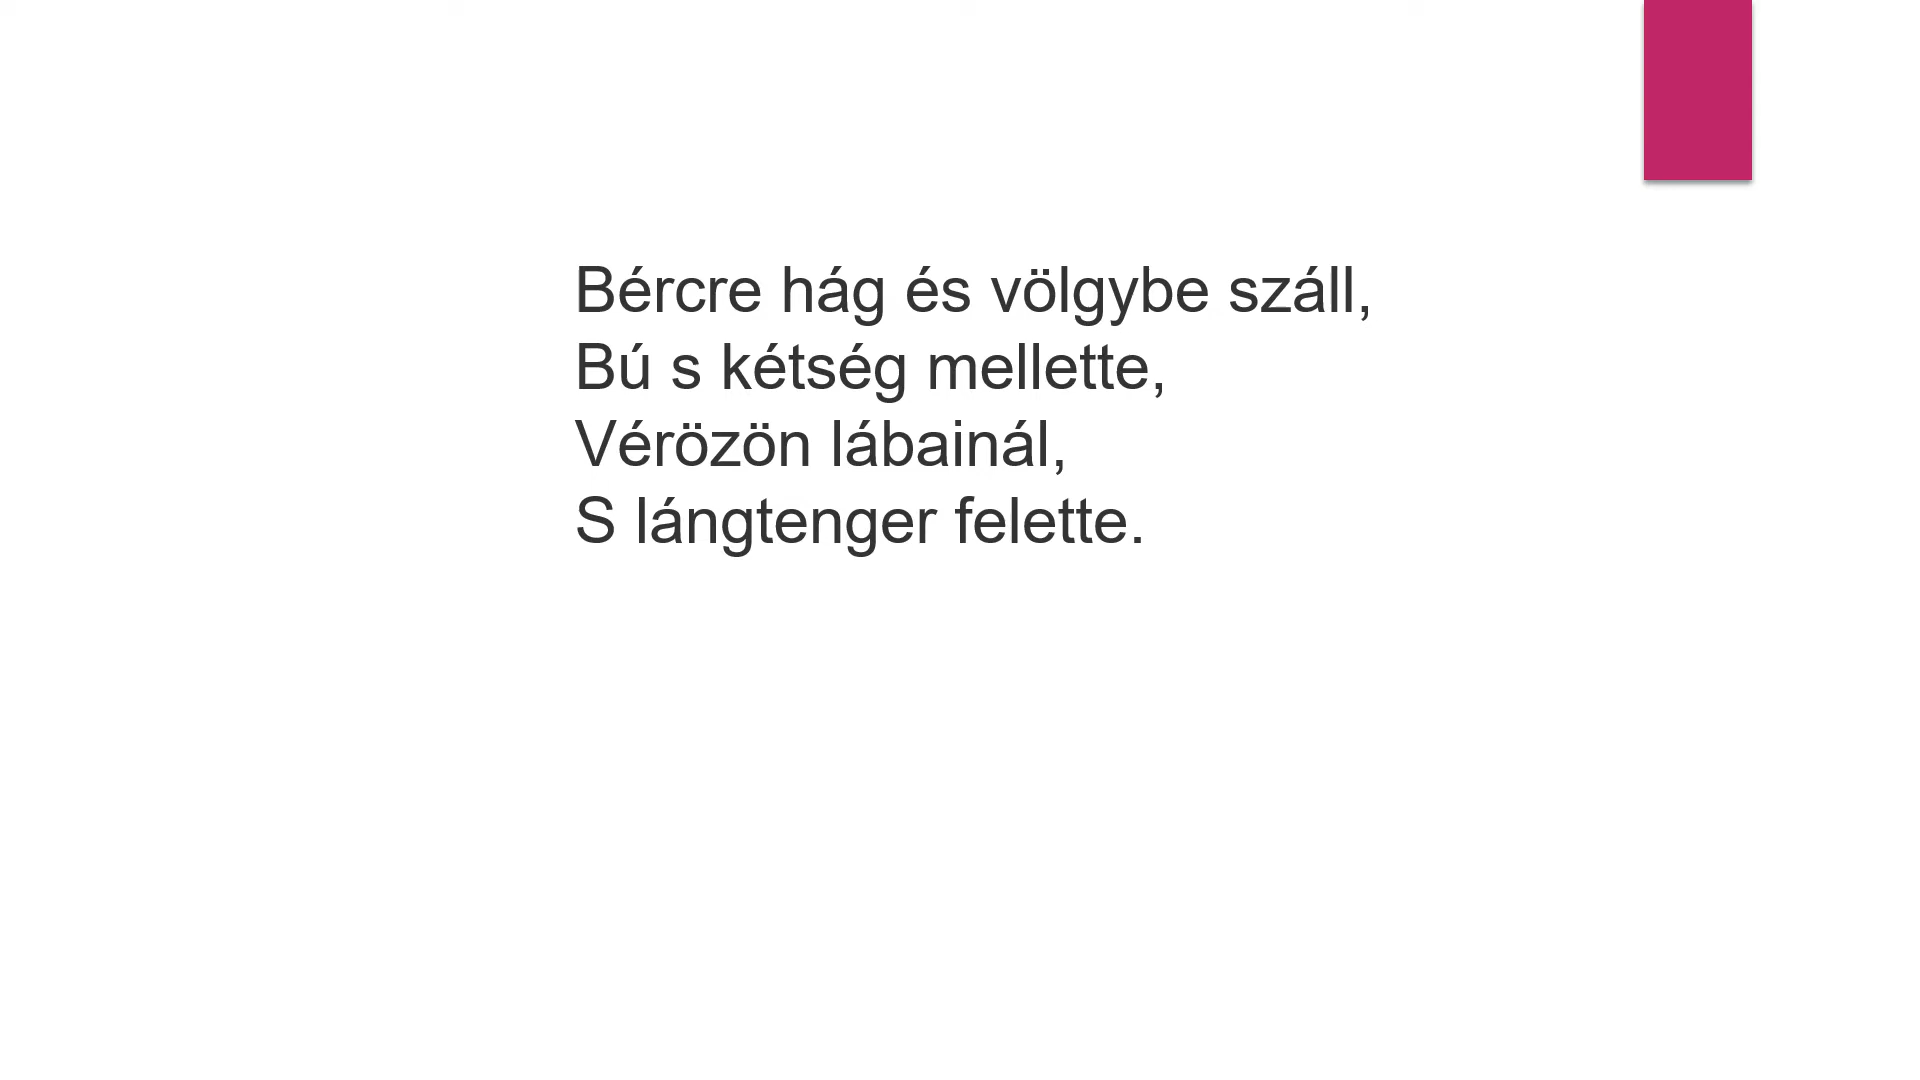 Bércre hág és völgybe száll,
Bú s kétség mellette,
Vérözön lábainál,
S lángtenger felette.